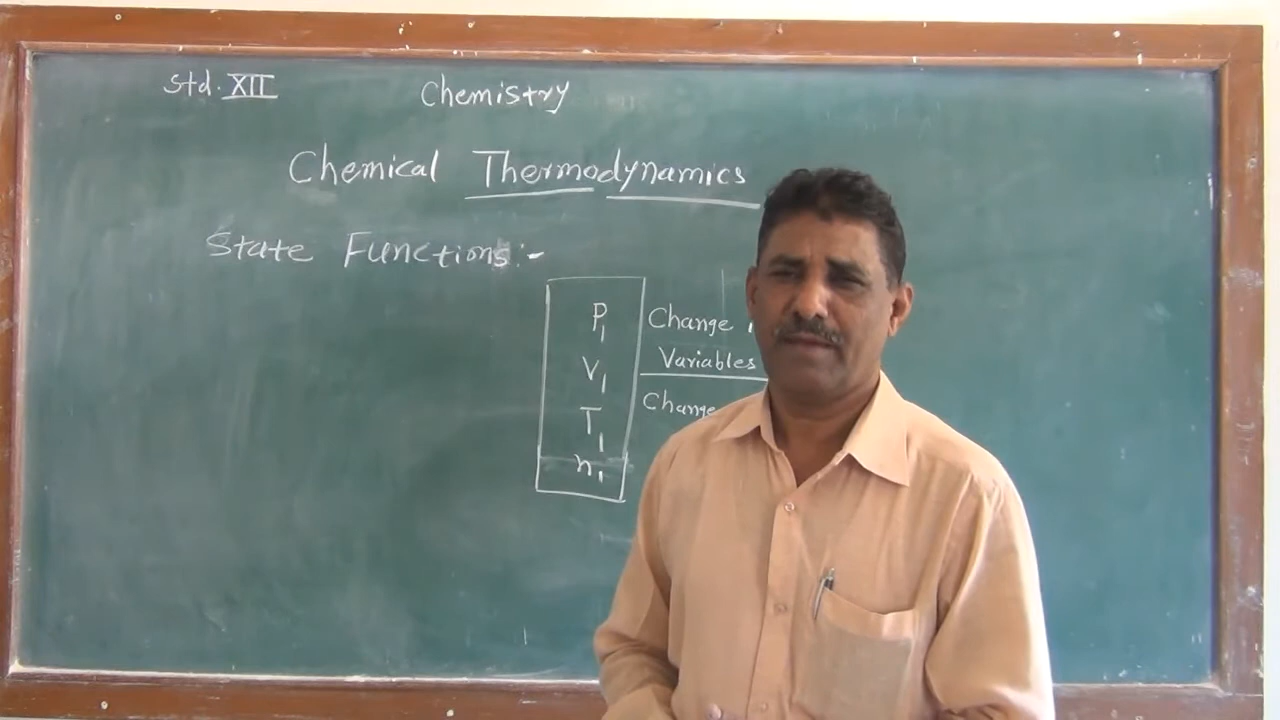 Std. XII
Chemistry
Chemical Thermodynamics
State Functions:-
P1
V1
T1
n1
Change
Variables
Change